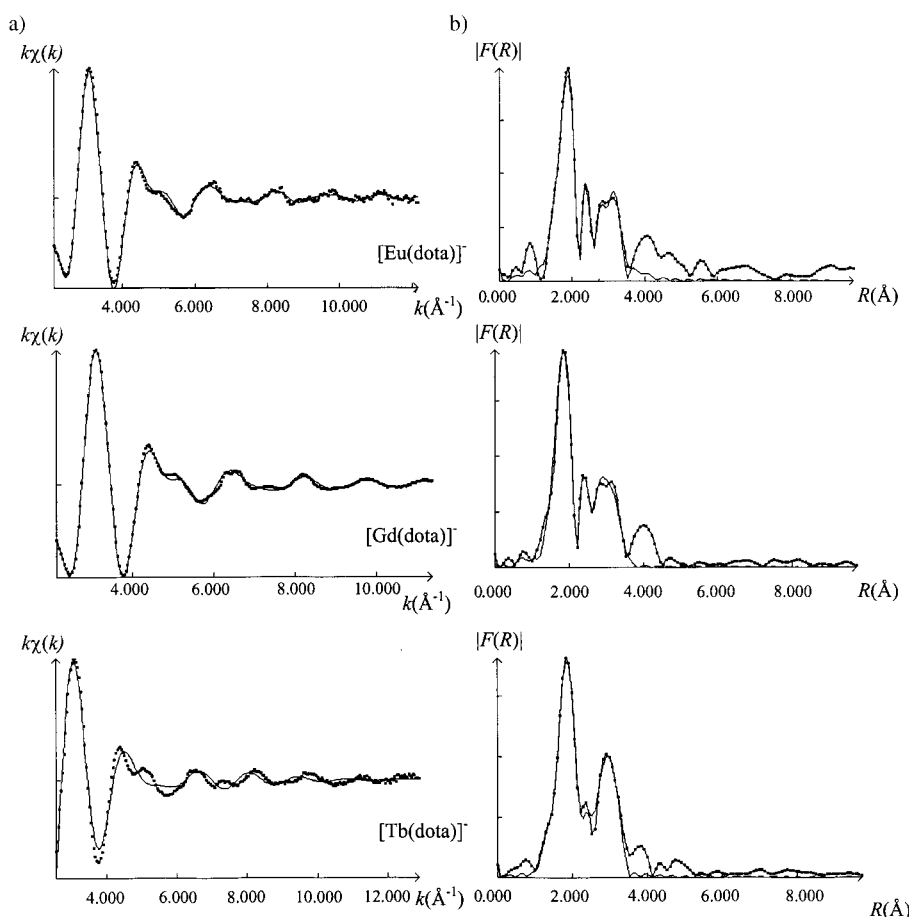 a)
b)
kχ(k)
|F(R)|
[Eu(dota)]⁻
4.000 6.000 8.000 10.000
k(Å⁻¹)
0.000 2.000 4.000 6.000 8.000
R(Å)
kχ(k)
|F(R)|
[Gd(dota)]⁻
4.000 6.000 8.000 10.000
k(Å⁻¹)
0.000 2.000 4.000 6.000 8.000
R(Å)
kχ(k)
|F(R)|
[Tb(dota)]⁻
4.000 6.000 8.000 10.000 12.000
k(Å⁻¹)
0.000 2.000 4.000 6.000 8.000
R(Å)